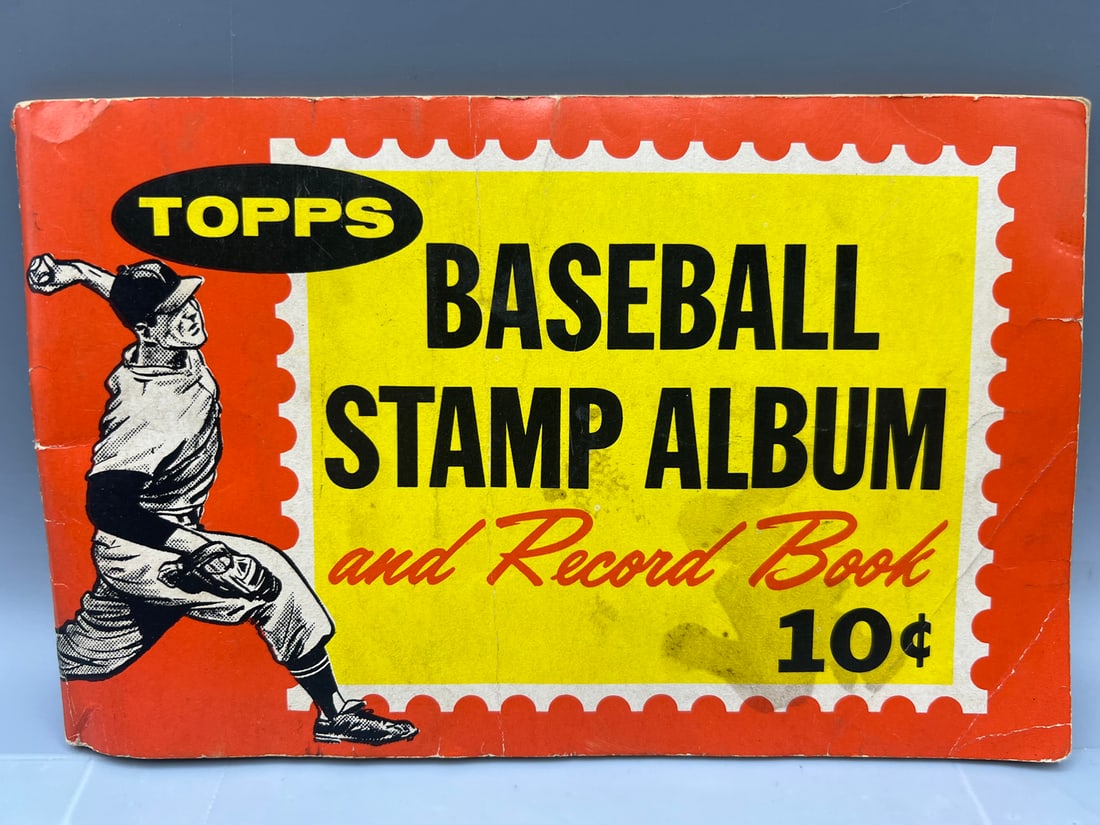 TOPPS
BASEBALL
STAMP ALBUM
and Record Book
10¢